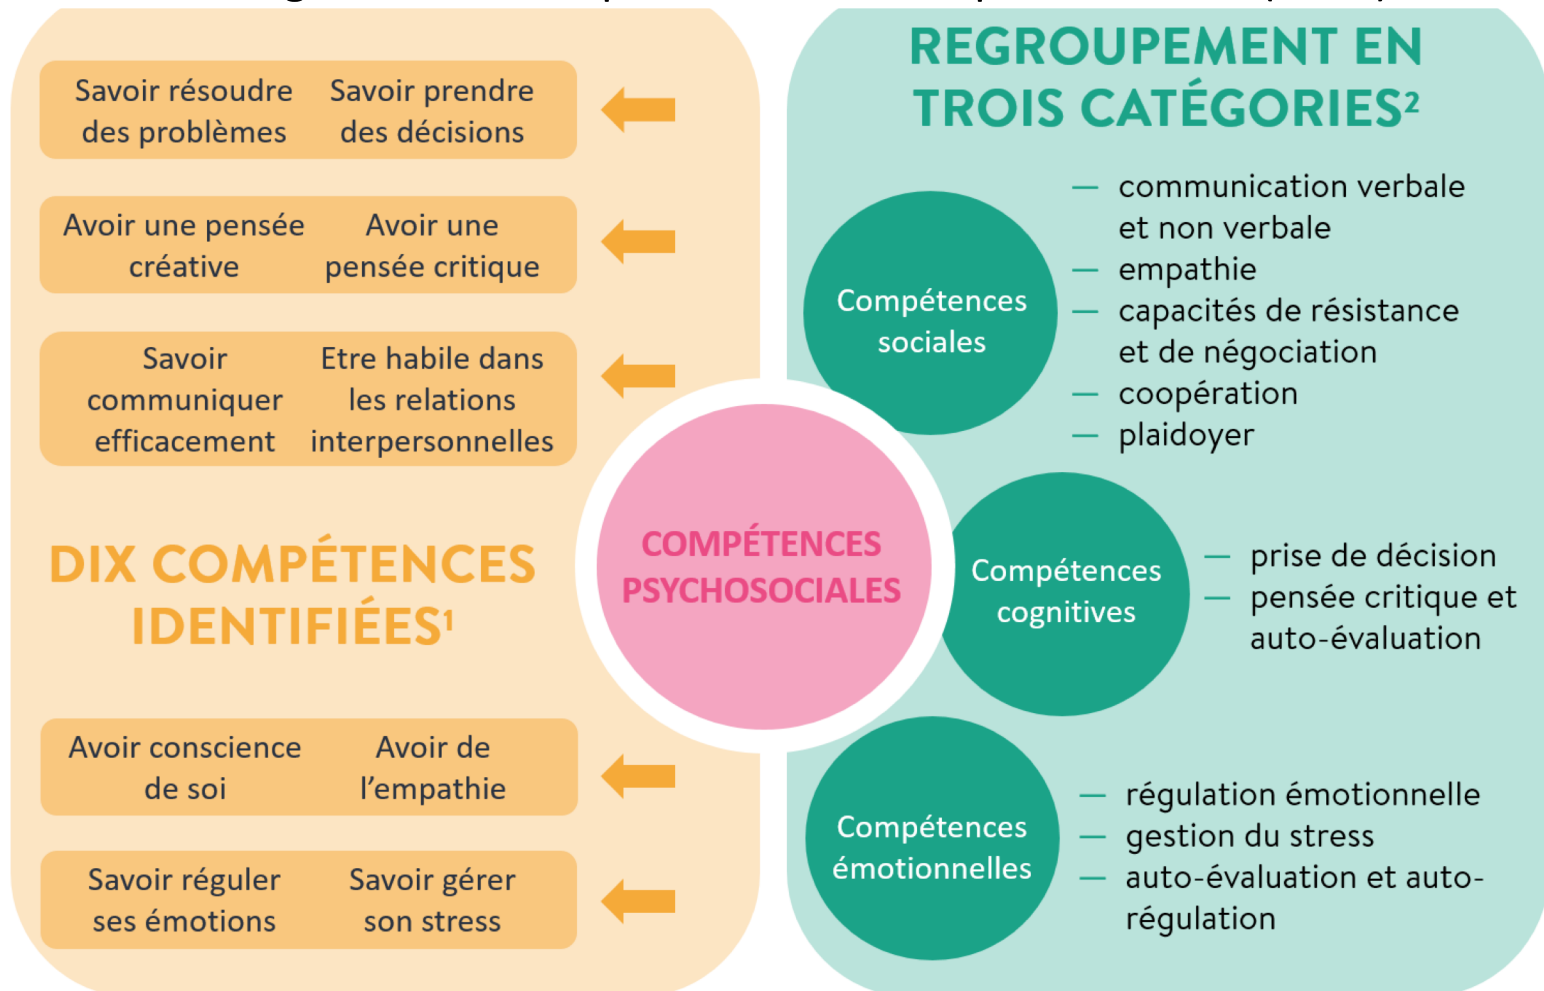 Savoir résoudre
des problèmes
Savoir prendre
des décisions
Avoir une pensée
créative
Avoir une
pensée critique
Savoir
communiquer
efficacement
Etre habile dans
les relations
interpersonnelles
DIX COMPÉTENCES
IDENTIFIÉES¹
Avoir conscience
de soi
Avoir de
l’empathie
Savoir réguler
ses émotions
Savoir gérer
son stress
COMPÉTENCES
PSYCHOSOCIALES
REGROUPEMENT EN
TROIS CATÉGORIES²
Compétences
sociales
— communication verbale
et non verbale
— empathie
— capacités de résistance
et de négociation
— coopération
— plaidoyer
Compétences
cognitives
— prise de décision
— pensée critique et
auto-évaluation
Compétences
émotionnelles
— régulation émotionnelle
— gestion du stress
— auto-évaluation et auto-
régulation